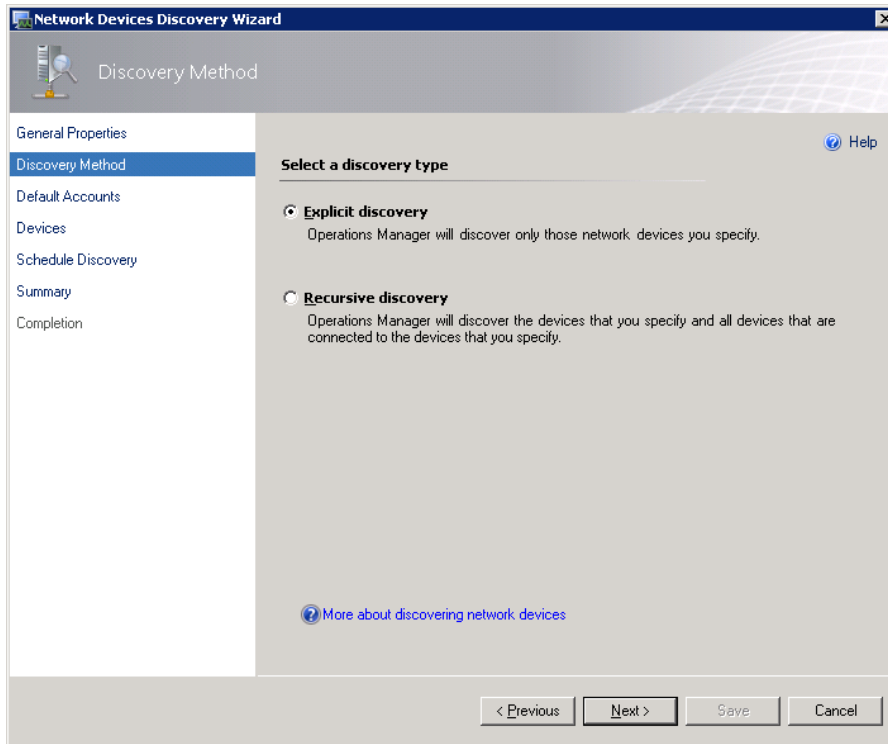 Network Devices Discovery Wizard
Discovery Method
General Properties
Discovery Method
Default Accounts
Devices
Schedule Discovery
Summary
Completion
Help
Select a discovery type
Explicit discovery
Operations Manager will discover only those network devices you specify.
Recursive discovery
Operations Manager will discover the devices that you specify and all devices that are
connected to the devices that you specify.
More about discovering network devices
< Previous
Next >
Save
Cancel